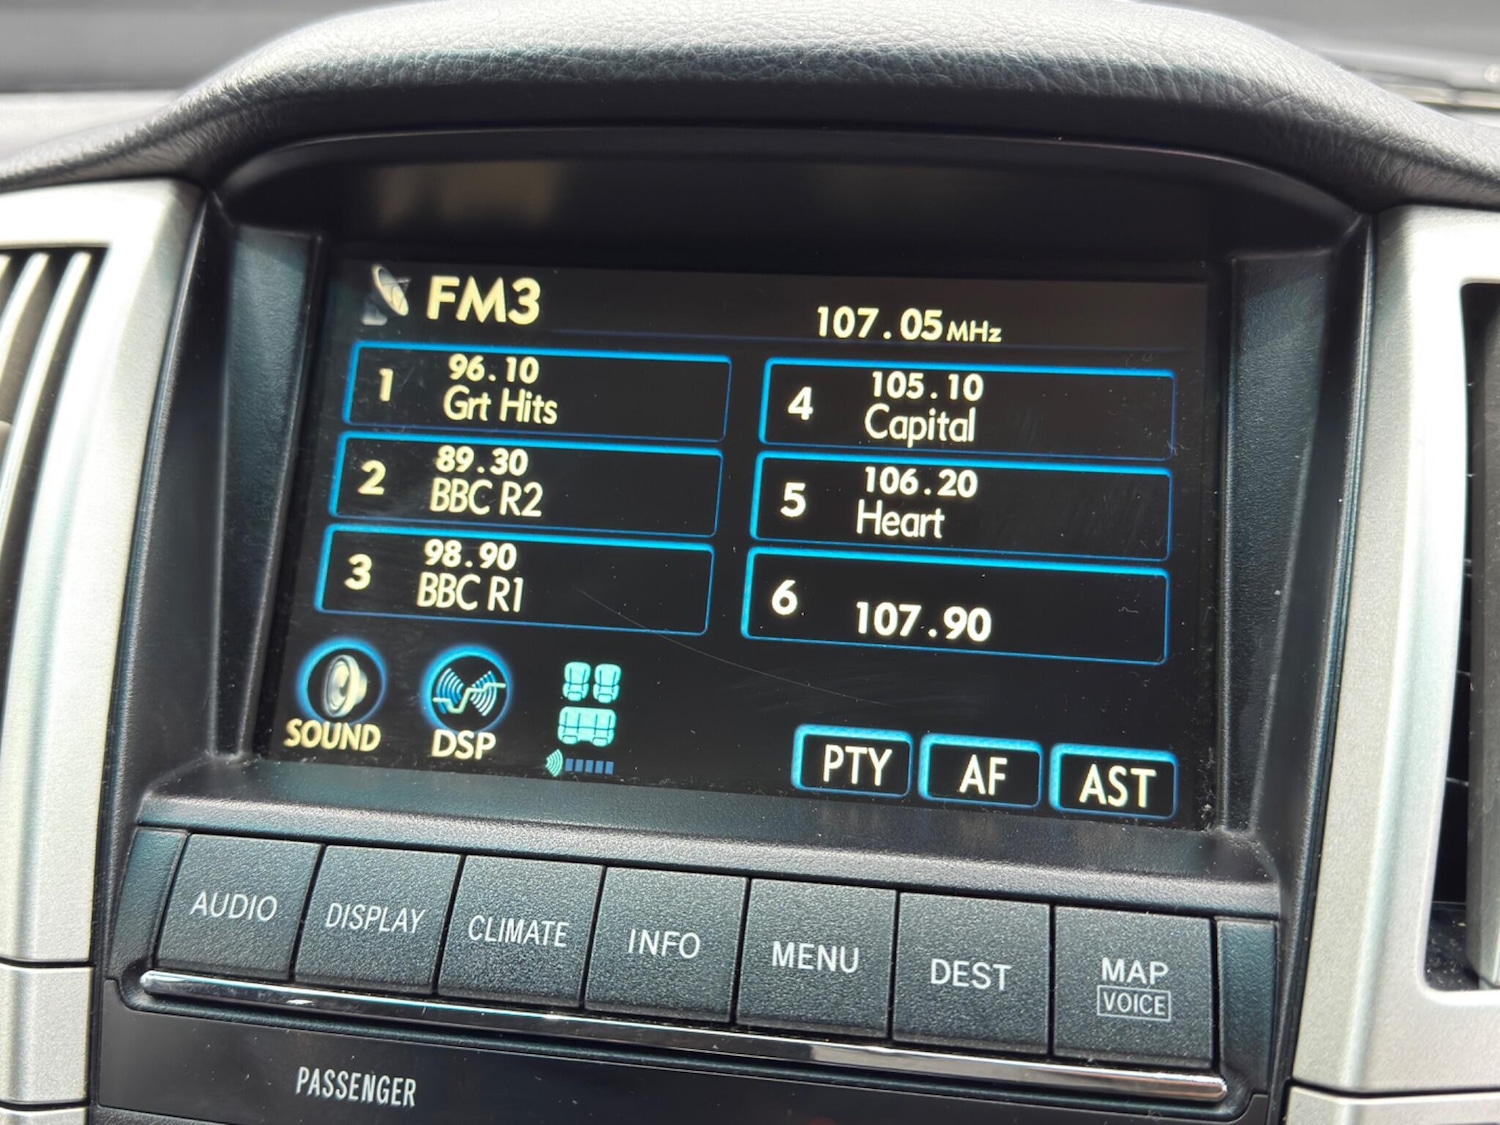 FM3
107.05 MHz
1
96.10
Grt Hits
2
89.30
BBC R2
3
98.90
BBC R1
4
105.10
Capital
5
106.20
Heart
6
107.90
SOUND
DSP
PTY
AF
AST
AUDIO
DISPLAY
CLIMATE
INFO
MENU
DEST
MAP
VOICE
PASSENGER